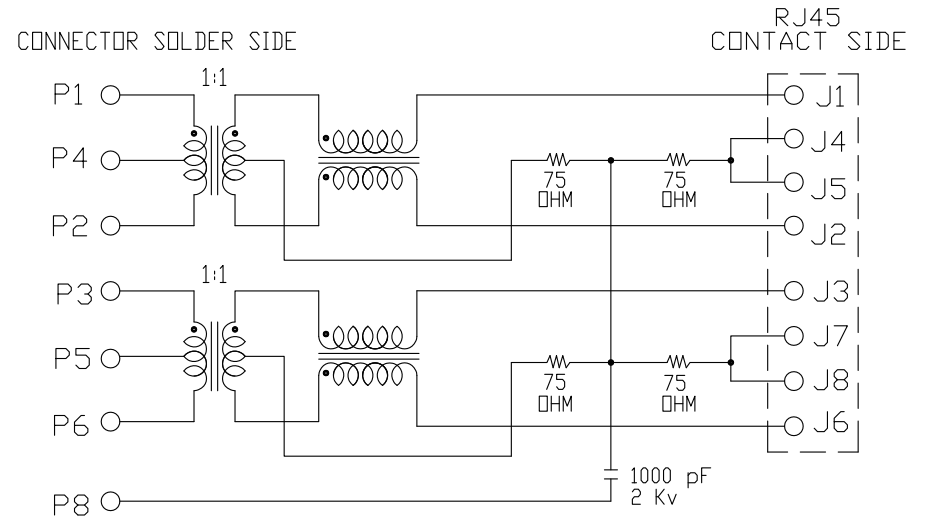 RJ45
CONNECTOR SOLDER SIDE
CONTACT SIDE
1:1
P1
J1
J4
P4
75
OHM
75
OHM
J5
P2
J2
1:1
P3
J3
J7
P5
75
OHM
75
OHM
J8
P6
J6
1000 pF
2 Kv
P8